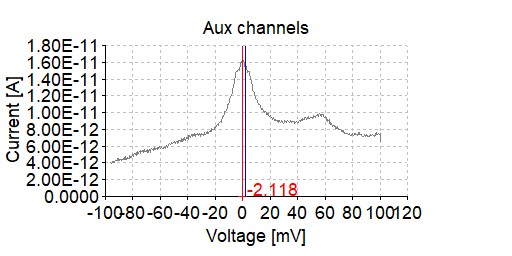 Aux channels
1.80E-11
1.60E-11
1.40E-11
1.20E-11
1.00E-11
8.00E-12
6.00E-12
4.00E-12
2.00E-12
0.0000
Current [A]
-2.118
-100-80 -60 -40 -20 0 20 40 60 80 100 120
Voltage [mV]